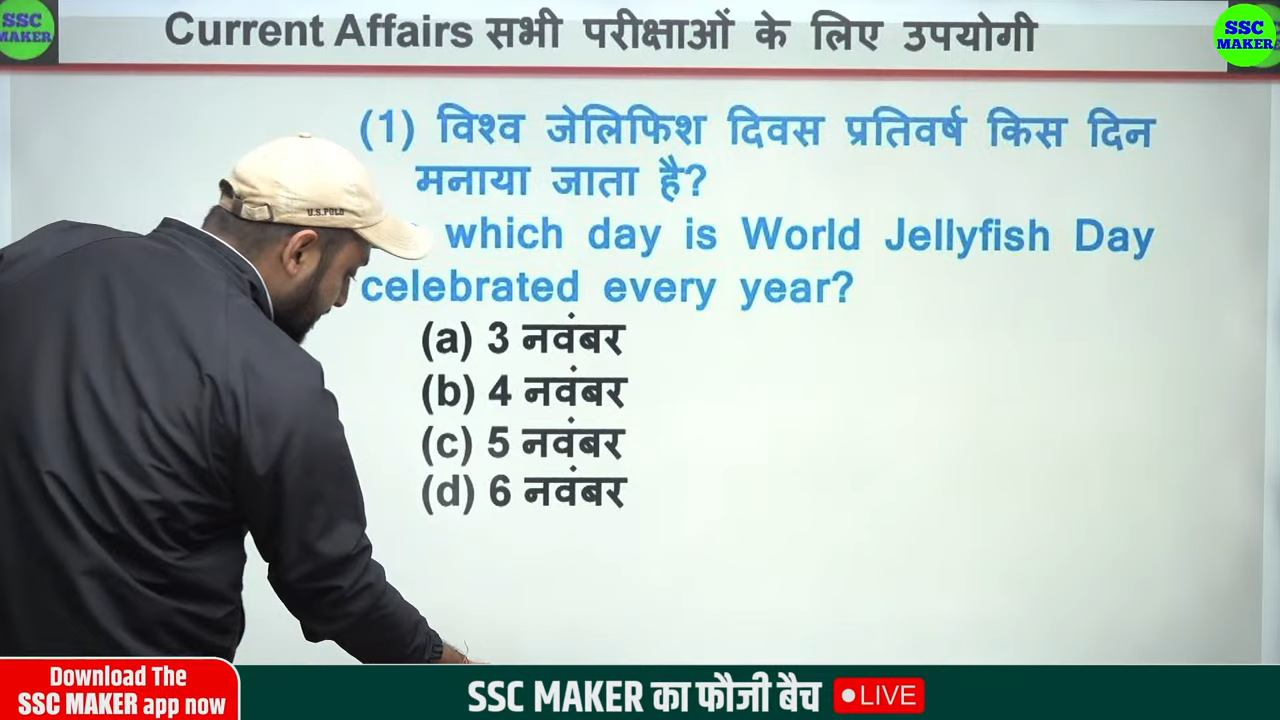 SSC
MAKER
Current Affairs सभी परीक्षाओं के लिए उपयोगी
SSC
MAKER
(1) विश्व जेलिफिश दिवस प्रतिवर्ष किस दिन
मनाया जाता है?
which day is World Jellyfish Day
celebrated every year?
(a) 3 नवंबर
(b) 4 नवंबर
(c) 5 नवंबर
(d) 6 नवंबर
U.S. POLO
Download The
SSC MAKER app now
SSC MAKER का फौजी बैच
LIVE